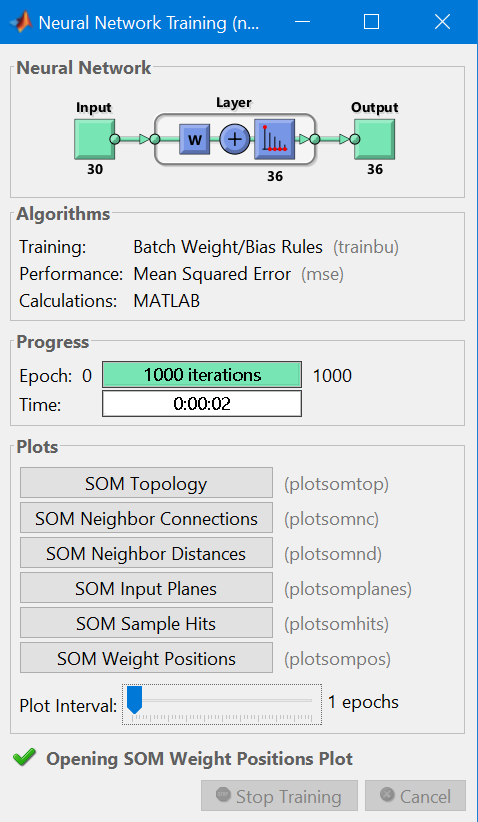 Neural Network Training (n...
Neural Network
Input Layer Output
W
30 36 36
Algorithms
Training: Batch Weight/Bias Rules (trainbu)
Performance: Mean Squared Error (mse)
Calculations: MATLAB
Progress
Epoch: 0 1000 iterations 1000
Time: 0:00:02
Plots
SOM Topology (plotsomtop)
SOM Neighbor Connections (plotsomnc)
SOM Neighbor Distances (plotsomnd)
SOM Input Planes (plotsomplanes)
SOM Sample Hits (plotsomhits)
SOM Weight Positions (plotsompos)
Plot Interval: 1 epochs
Opening SOM Weight Positions Plot
Stop Training Cancel